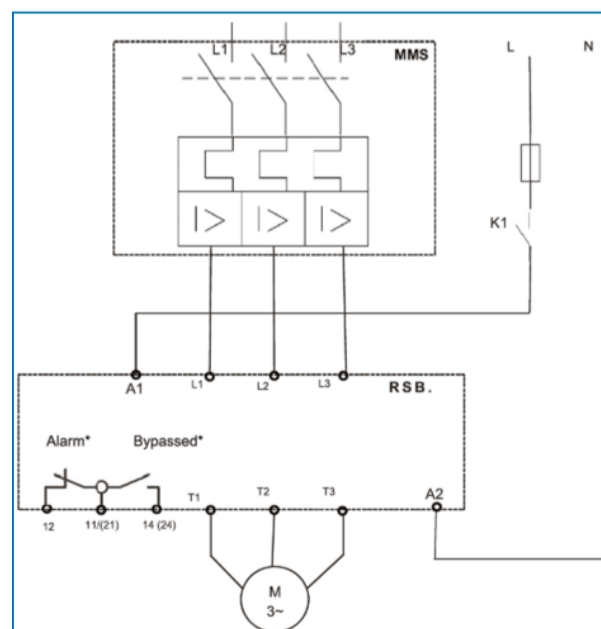 L1 L2 L3 MMS L N
I> I> I>
K1
A1 L1 L2 L3 RSB.
Alarm* Bypassed*
12 11/(21) 14 (24) T1 T2 T3 A2
M
3~